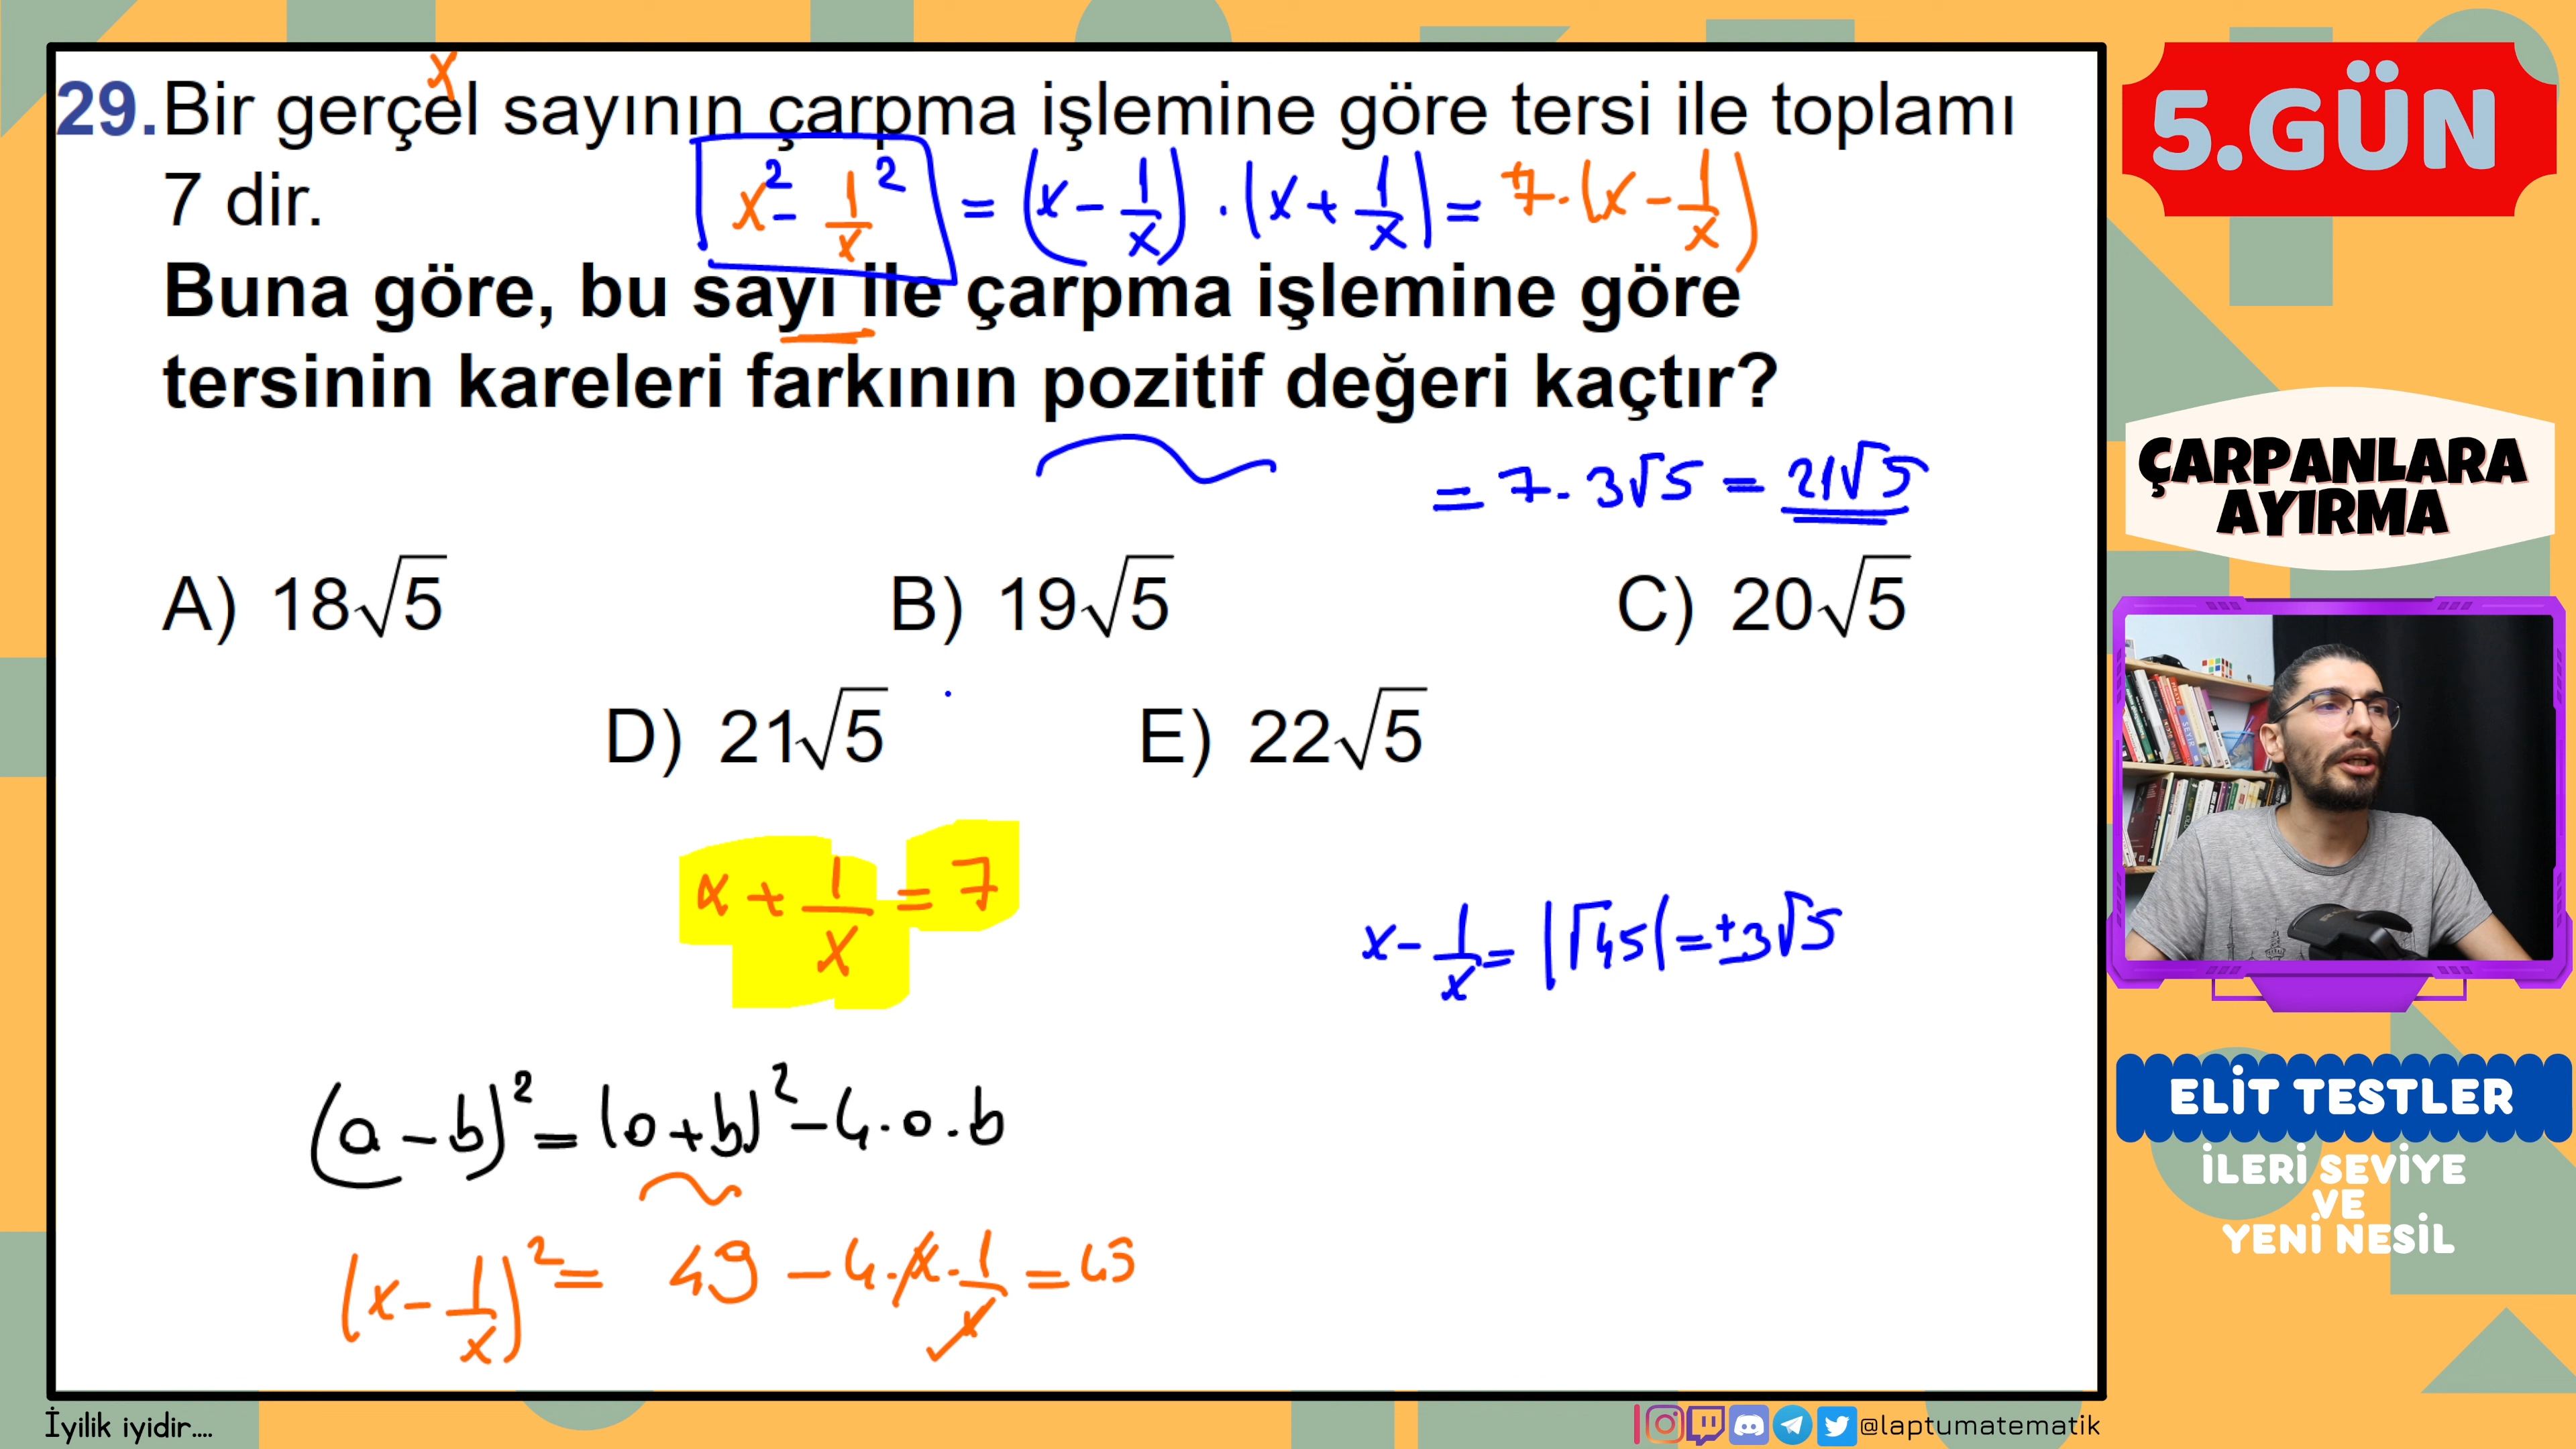 x
29. Bir gerçel sayının çarpma işlemine göre tersi ile toplamı
7 dir.
x² - 1/x² = (x - 1/x) . (x + 1/x) = 7 . (x - 1/x)
Buna göre, bu sayı ile çarpma işlemine göre
tersinin kareleri farkının pozitif değeri kaçtır?
= 7 . 3√5 = 21√5
A) 18√5 B) 19√5 C) 20√5
D) 21√5 E) 22√5
x + 1/x = 7
x - 1/x = |√45| = ±3√5
(a - b)² = (a + b)² - 4 . a . b
(x - 1/x)² = 49 - 4 . x . 1/x = 45
5.GÜN
ÇARPANLARA
AYIRMA
ELİT TESTLER
İLERİ SEVİYE
VE
YENİ NESİL
İyilik iyidir....
@laptumatematik